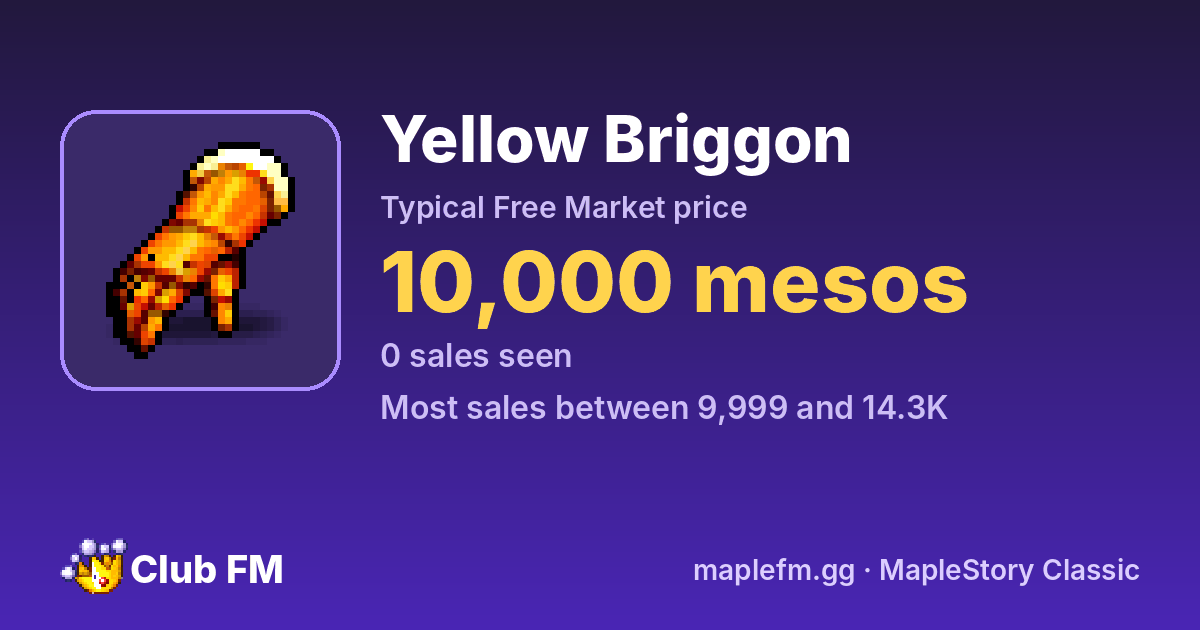 Yellow Briggon
Typical Free Market price
10,000 mesos
0 sales seen
Most sales between 9,999 and 14.3K
Club FM
maplefm.gg · MapleStory Classic